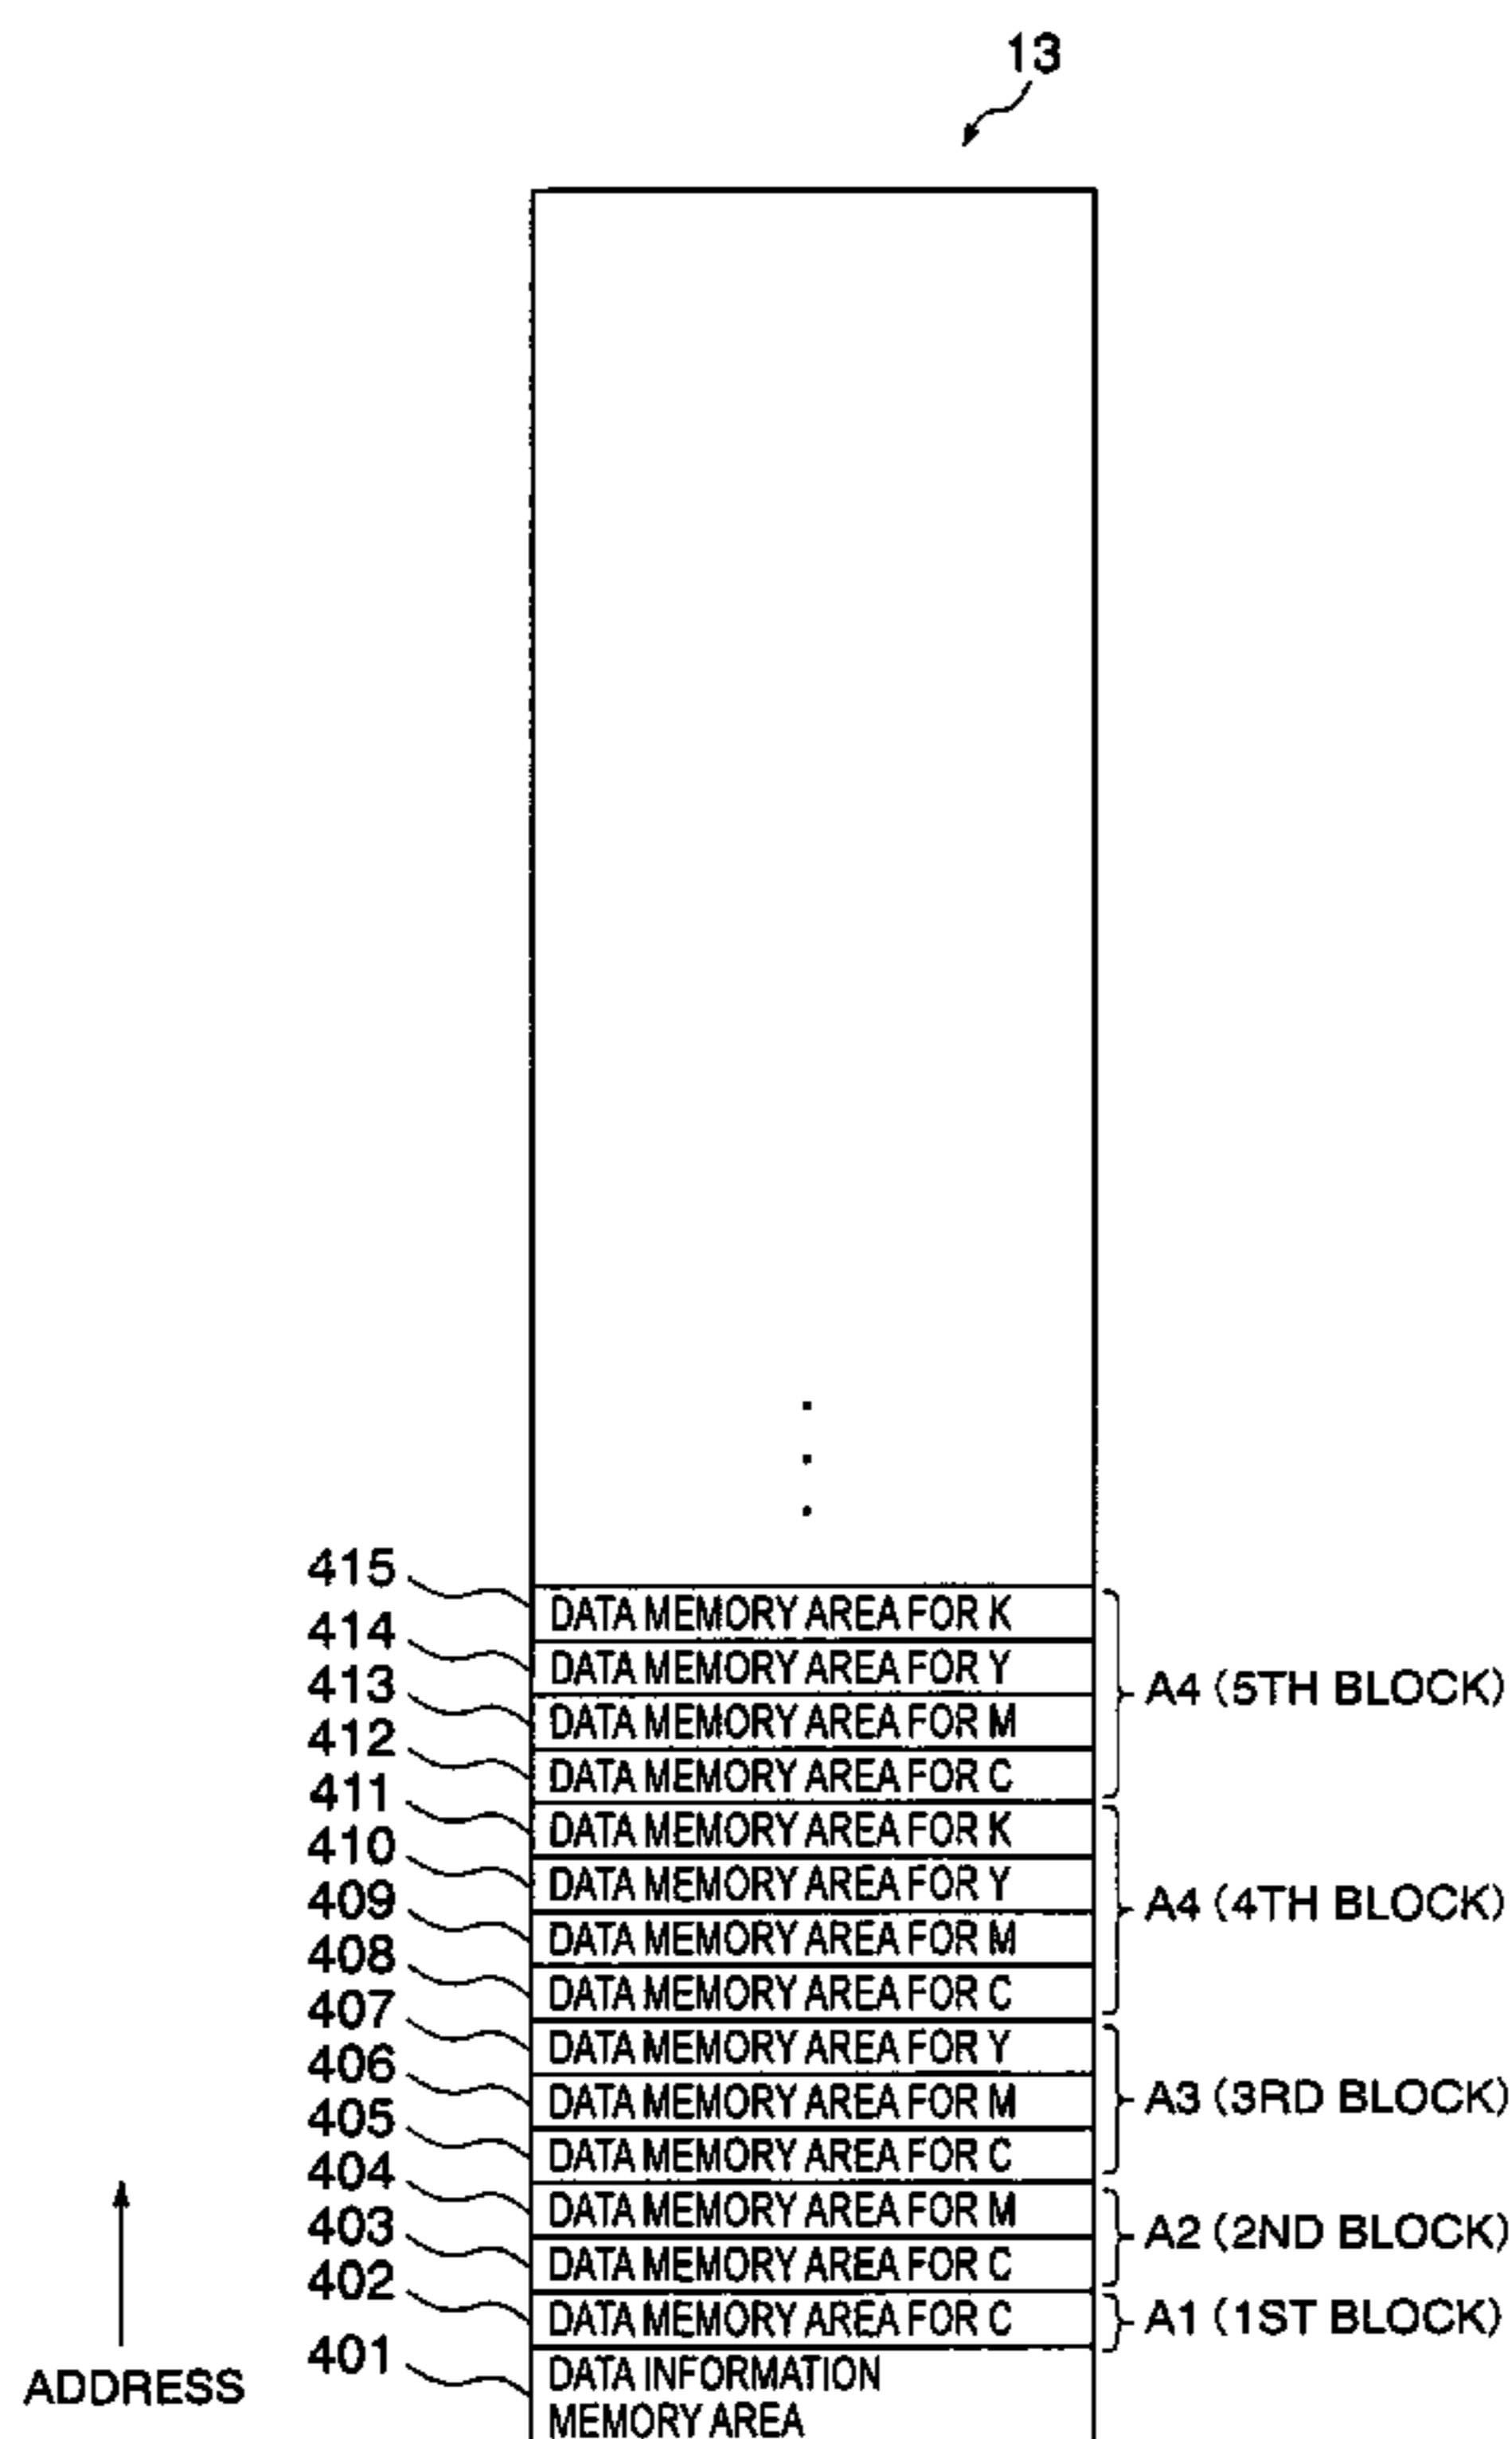 13
415 DATA MEMORY AREA FOR K
414 DATA MEMORY AREA FOR Y
A4 (5TH BLOCK)
413 DATA MEMORY AREA FOR M
412 DATA MEMORY AREA FOR C
411 DATA MEMORY AREA FOR K
410 DATA MEMORY AREA FOR Y
A4 (4TH BLOCK)
409 DATA MEMORY AREA FOR M
408 DATA MEMORY AREA FOR C
407 DATA MEMORY AREA FOR Y
406 DATA MEMORY AREA FOR M
A3 (3RD BLOCK)
405 DATA MEMORY AREA FOR C
404 DATA MEMORY AREA FOR M
A2 (2ND BLOCK)
403 DATA MEMORY AREA FOR C
402 DATA MEMORY AREA FOR C
A1 (1ST BLOCK)
401 DATA INFORMATION
MEMORY AREA
ADDRESS